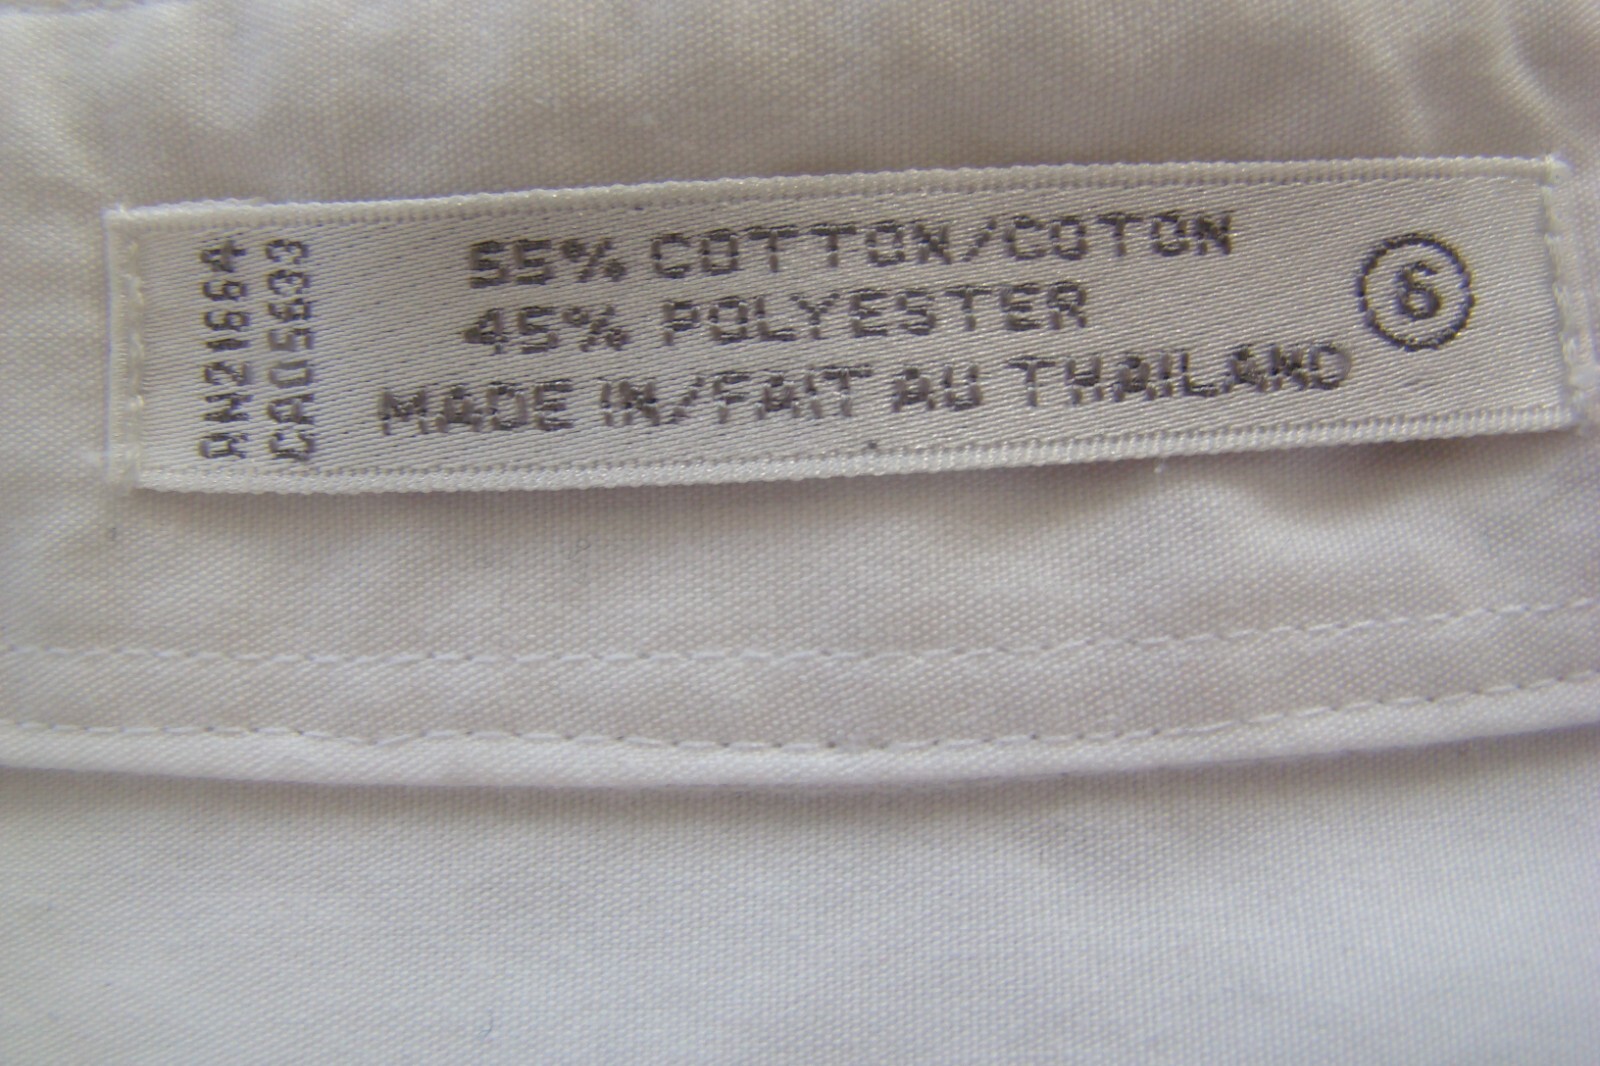 RN21664
CA05633
55% COTTON/COTON
45% POLYESTER
MADE IN/FAIT AU THAILAND
6